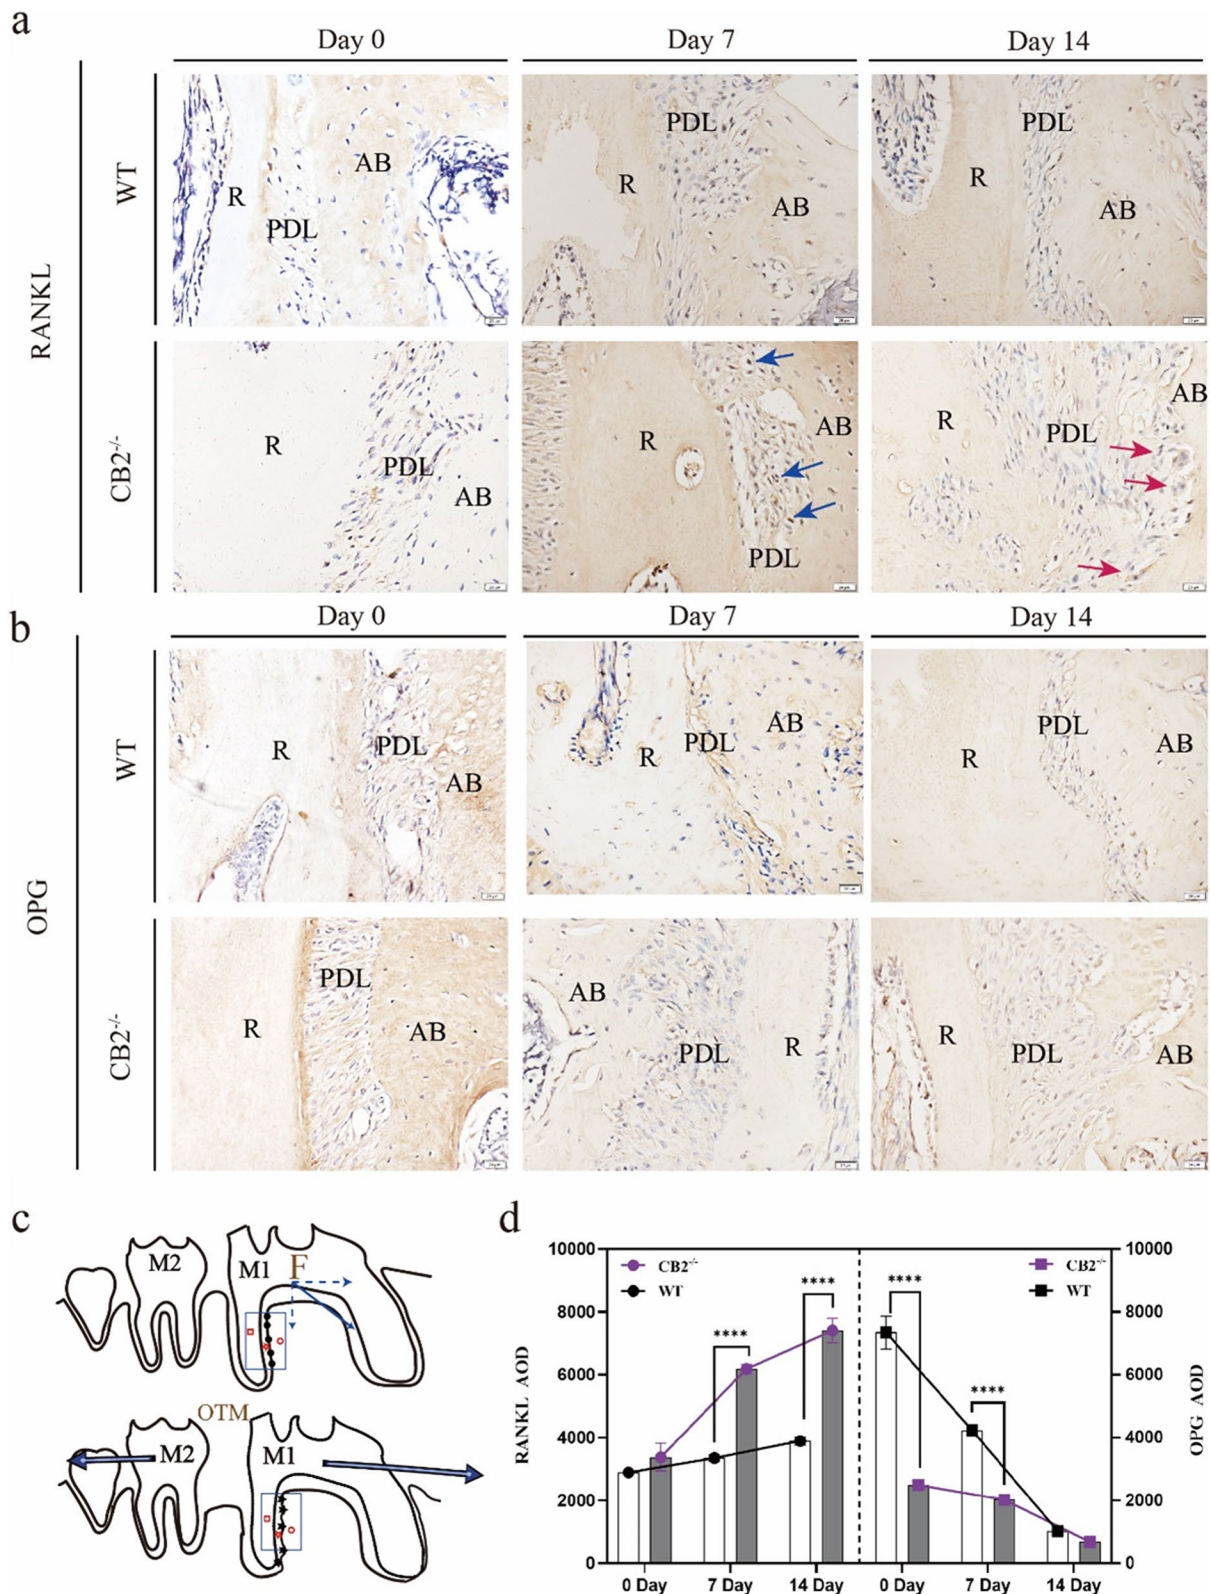 a
Day 0
Day 7
Day 14
RANKL
WT
R
PDL
AB
R
PDL
AB
R
PDL
AB
CB2-/-
R
PDL
AB
R
PDL
AB
R
PDL
AB
b
Day 0
Day 7
Day 14
OPG
WT
R
PDL
AB
R
PDL
AB
R
PDL
AB
CB2-/-
R
PDL
AB
AB
PDL
R
R
PDL
AB
c
M2
M1
F
OTM
M2
M1
d
RANKL AOD
10000
8000
6000
4000
2000
0
CB2-/-
WT
****
****
****
****
CB2-/-
WT
10000
8000
6000
4000
2000
0
OPG AOD
0 Day
7 Day
14 Day
0 Day
7 Day
14 Day